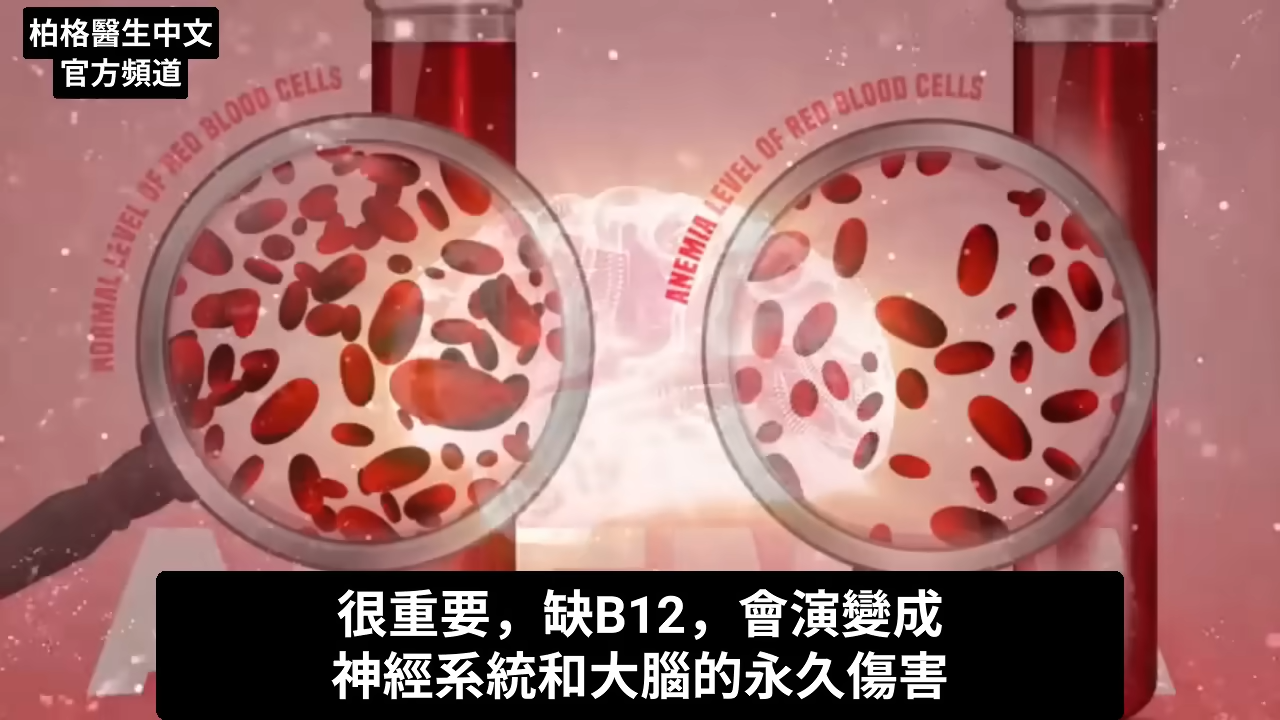 柏格醫生中文
官方頻道
NORMAL LEVEL OF RED BLOOD CELLS
ANEMIA LEVEL OF RED BLOOD CELLS
很重要，缺B12，會演變成
神經系統和大腦的永久傷害